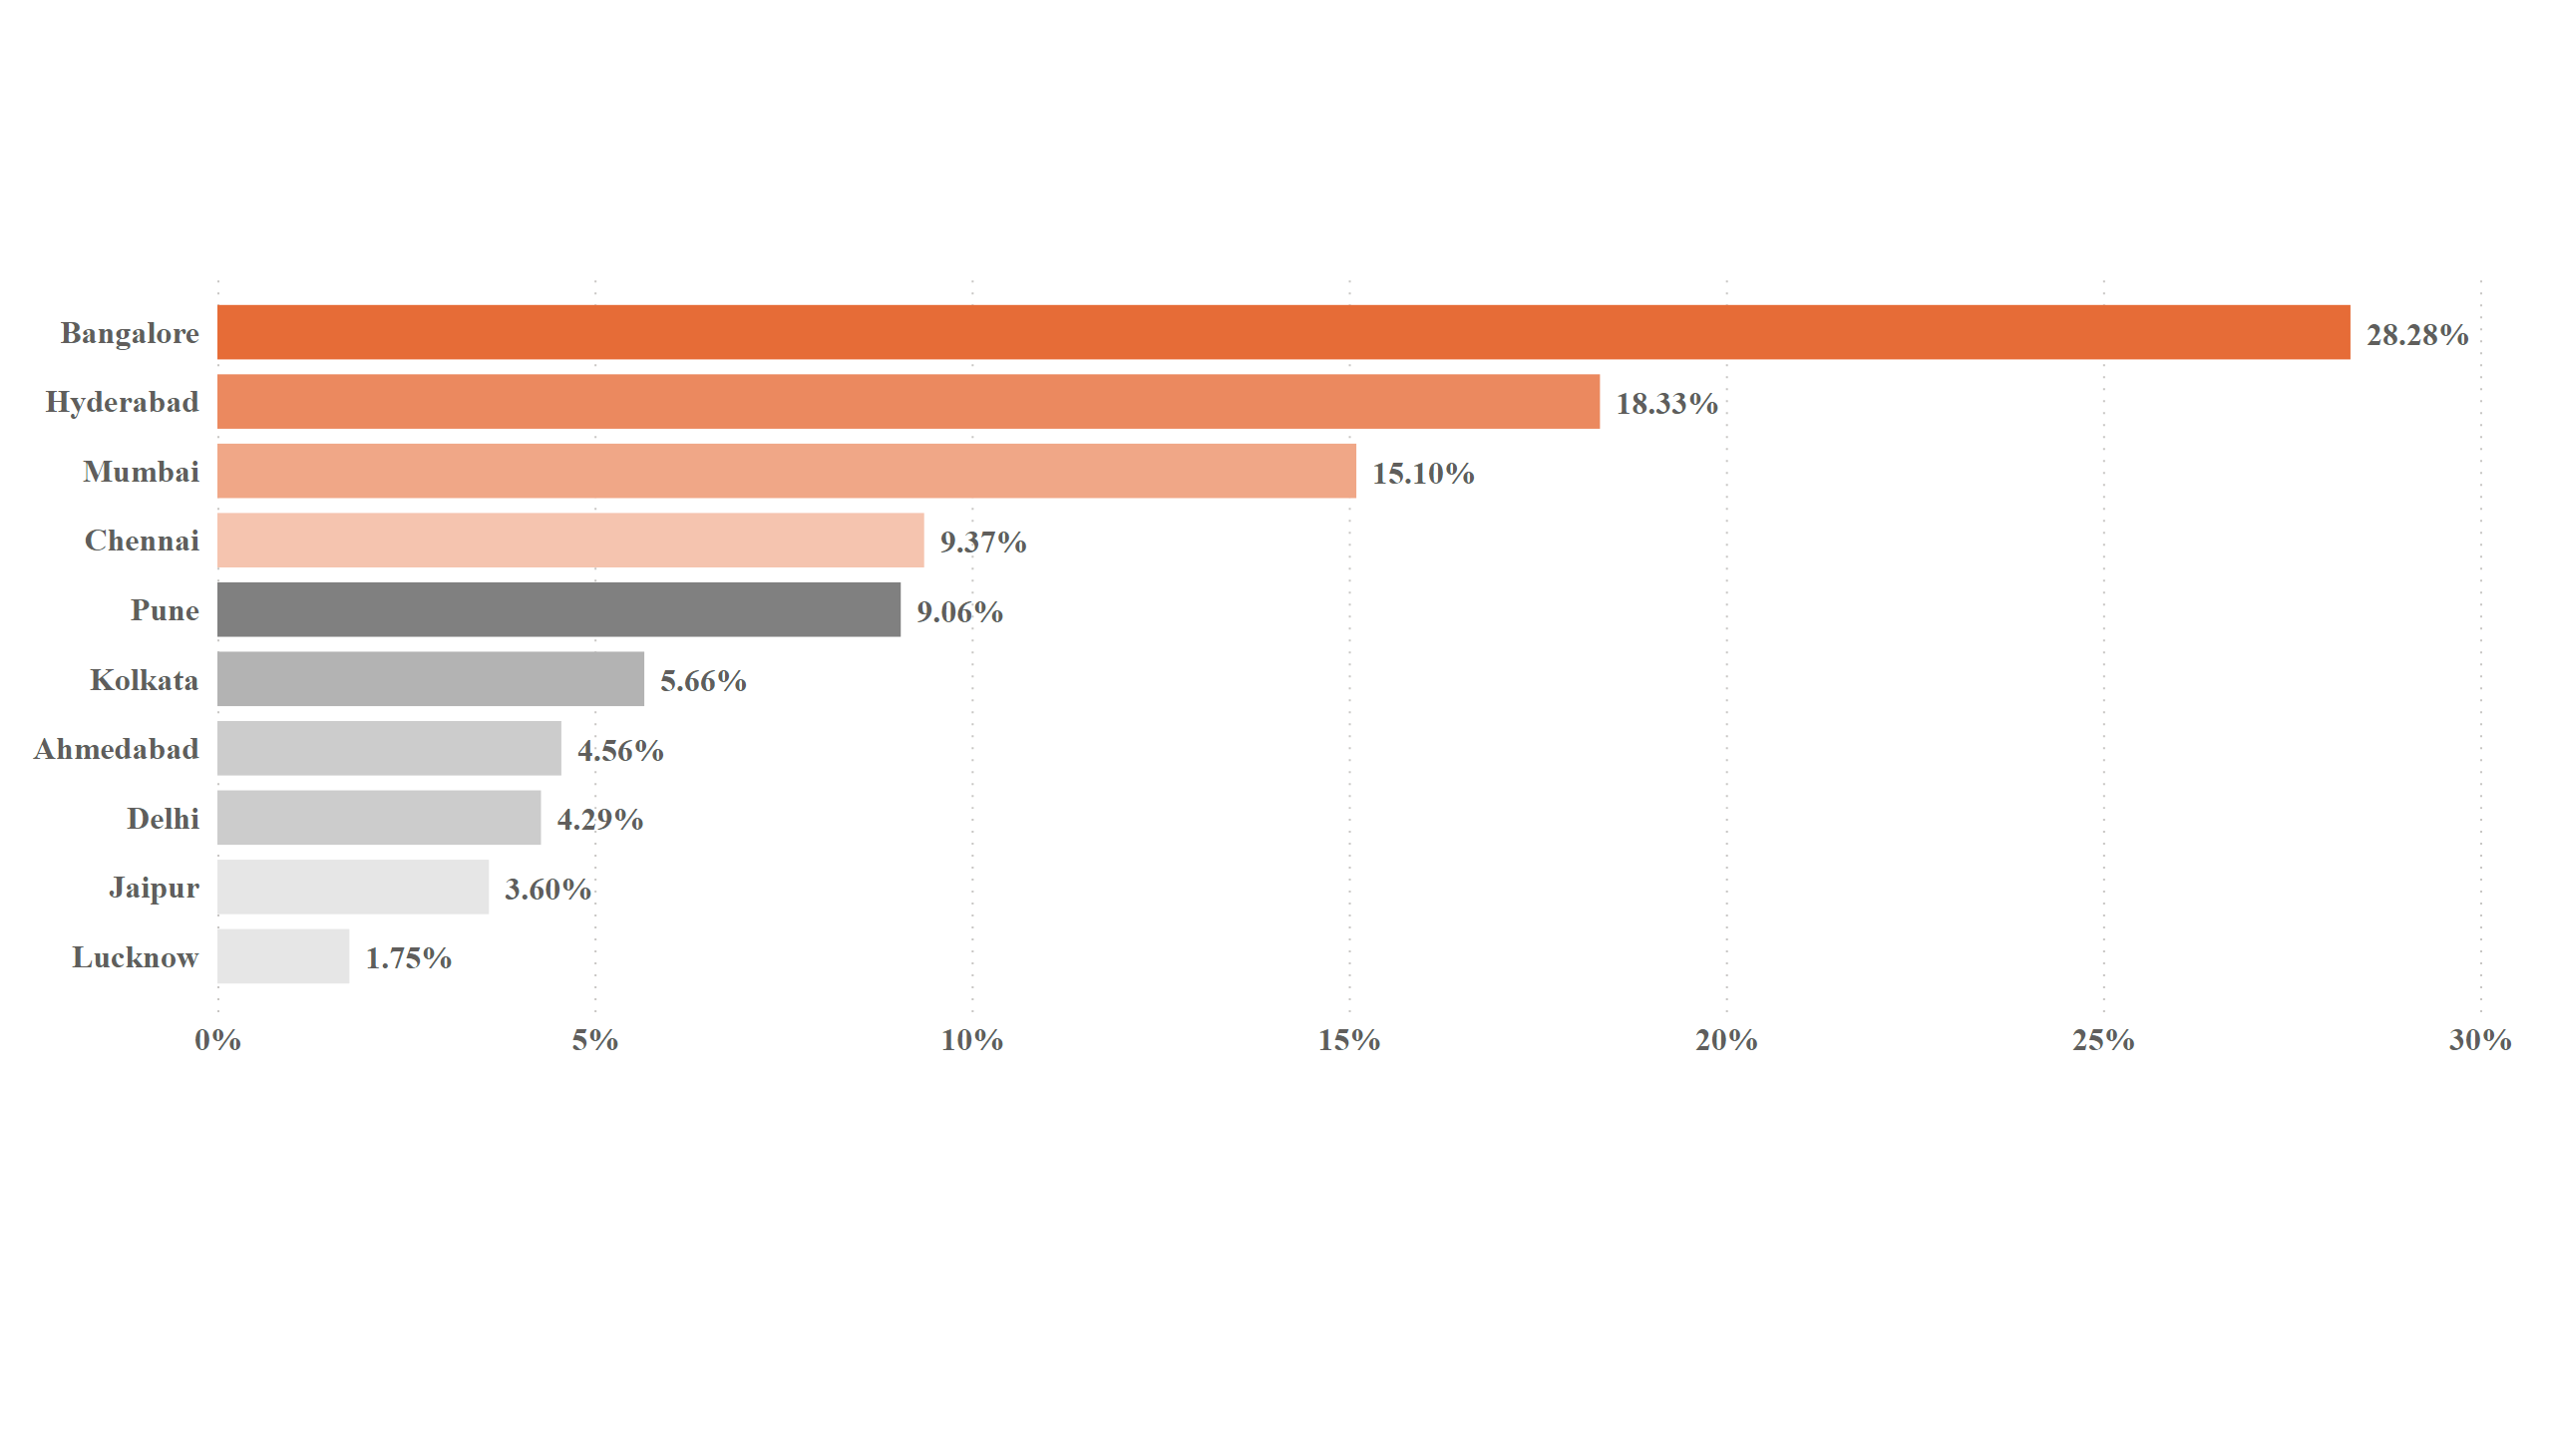 Bangalore 28.28%
Hyderabad 18.33%
Mumbai 15.10%
Chennai 9.37%
Pune 9.06%
Kolkata 5.66%
Ahmedabad 4.56%
Delhi 4.29%
Jaipur 3.60%
Lucknow 1.75%
0% 5% 10% 15% 20% 25% 30%